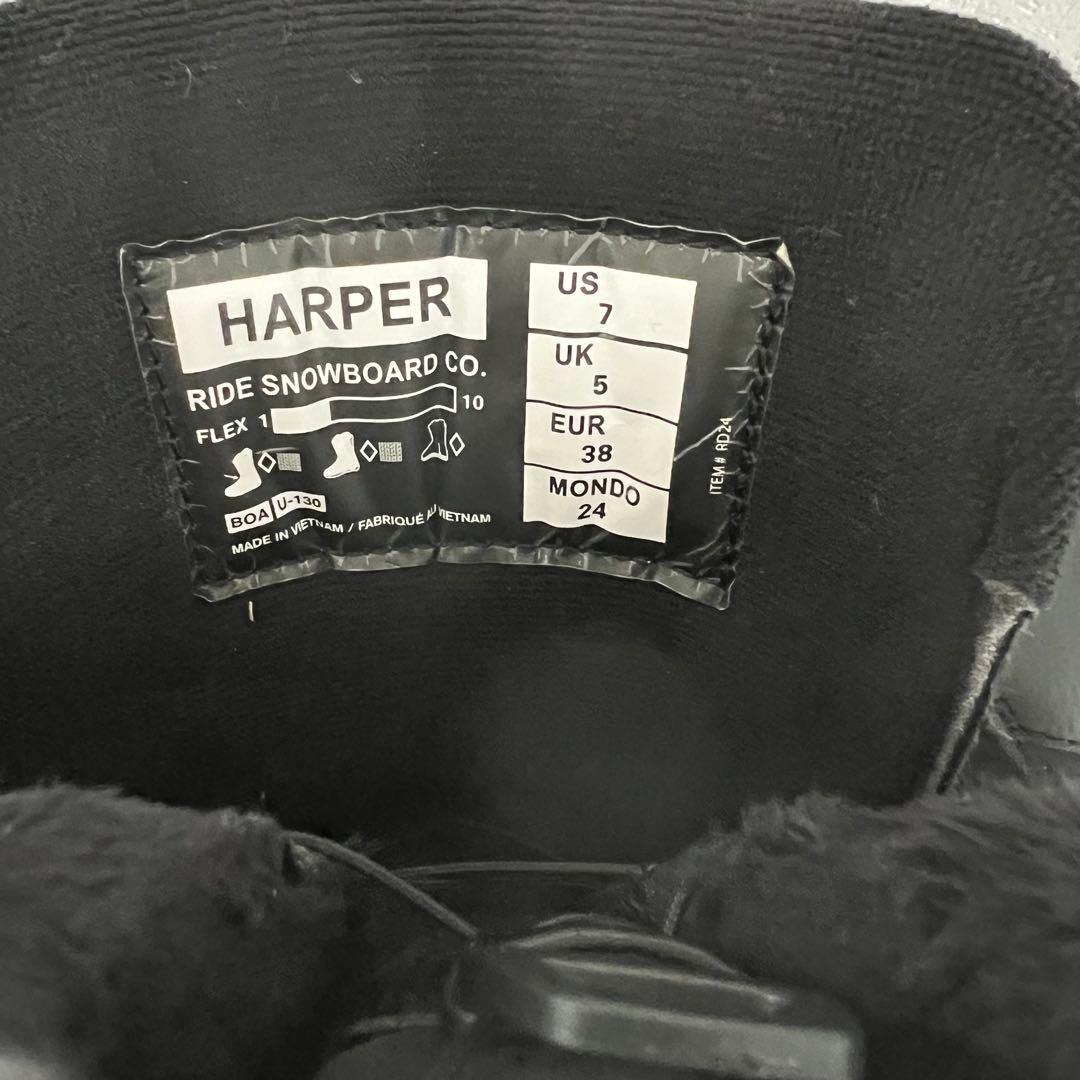 HARPER
RIDE SNOWBOARD CO.
FLEX 1 10
BOA U-130
MADE IN VIETNAM / FABRIQUÉ AU VIETNAM
US
7
UK
5
EUR
38
MONDO
24
ITEM# RD24